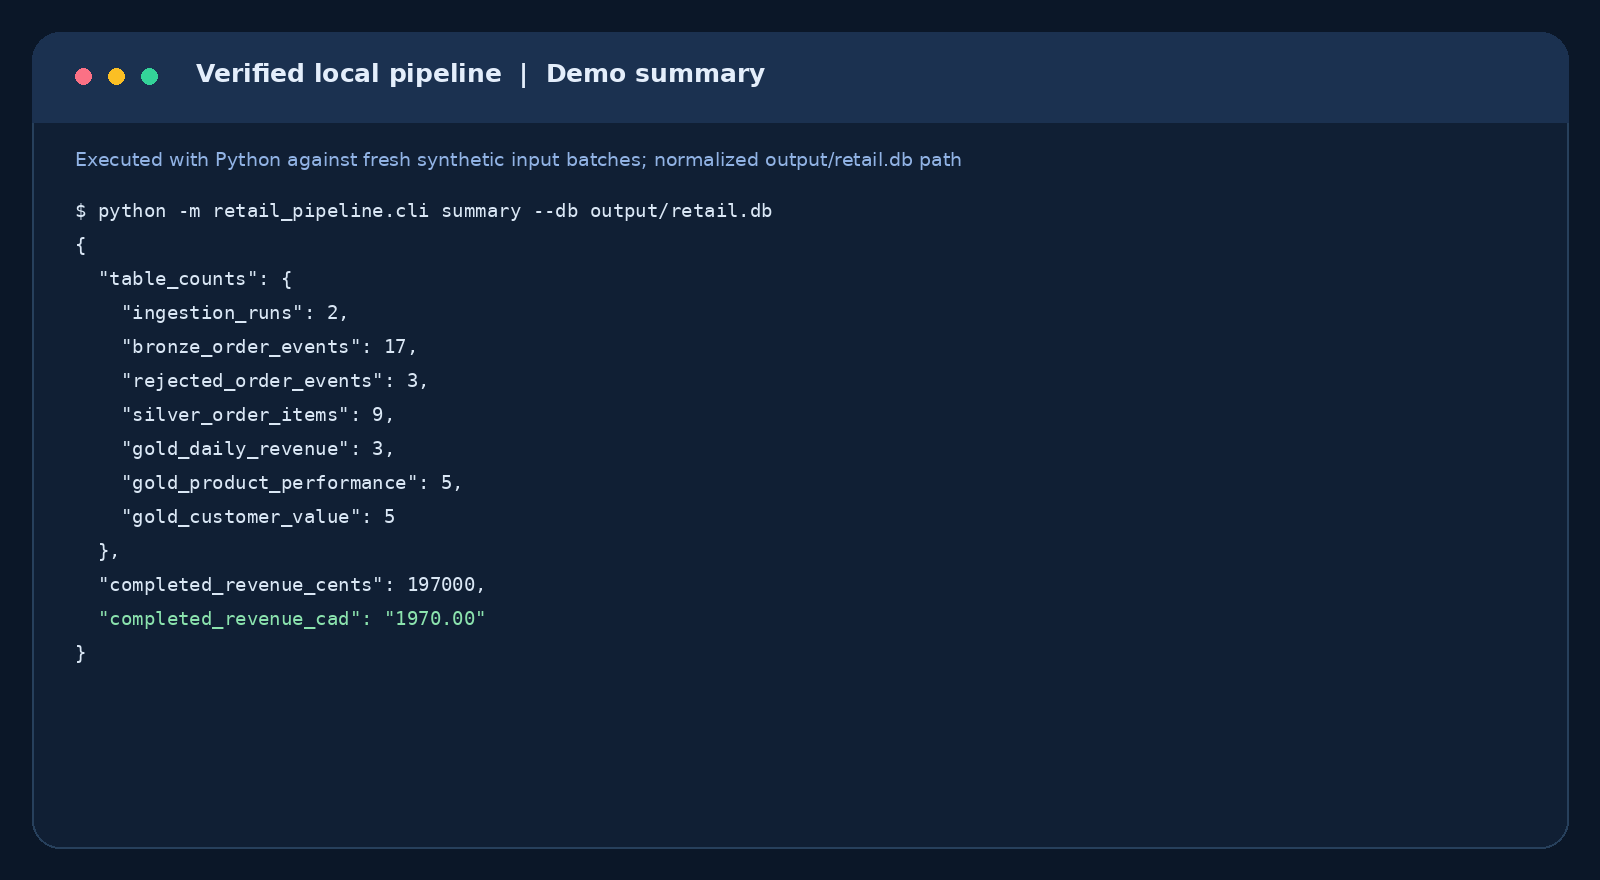 Verified local pipeline | Demo summary
Executed with Python against fresh synthetic input batches; normalized output/retail.db path
$ python -m retail_pipeline.cli summary --db output/retail.db
{
  "table_counts": {
    "ingestion_runs": 2,
    "bronze_order_events": 17,
    "rejected_order_events": 3,
    "silver_order_items": 9,
    "gold_daily_revenue": 3,
    "gold_product_performance": 5,
    "gold_customer_value": 5
  },
  "completed_revenue_cents": 197000,
  "completed_revenue_cad": "1970.00"
}